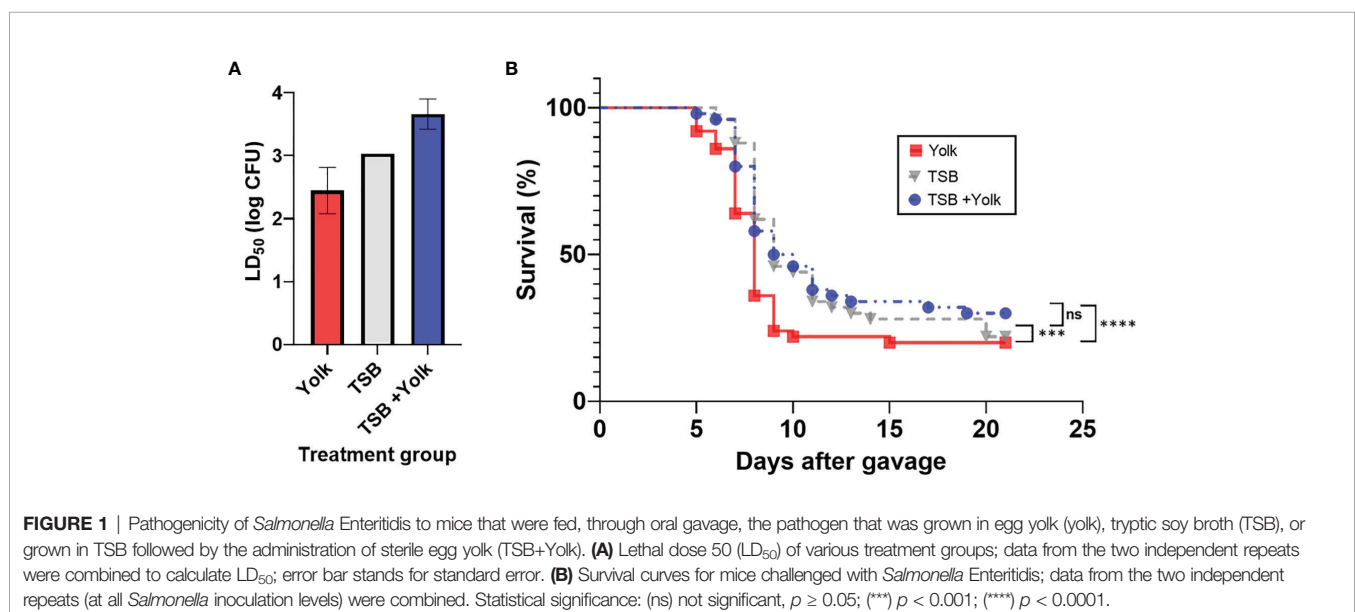 A
LD50 (log CFU)
4
3
2
1
0
Yolk
TSB
TSB +Yolk
Treatment group
B
Survival (%)
100
50
0
0 5 10 15 20 25
Days after gavage
Yolk
TSB
TSB +Yolk
ns
***
****
FIGURE 1 | Pathogenicity of Salmonella Enteritidis to mice that were fed, through oral gavage, the pathogen that was grown in egg yolk (yolk), tryptic soy broth (TSB), or
grown in TSB followed by the administration of sterile egg yolk (TSB+Yolk). (A) Lethal dose 50 (LD50) of various treatment groups; data from the two independent repeats
were combined to calculate LD50; error bar stands for standard error. (B) Survival curves for mice challenged with Salmonella Enteritidis; data from the two independent
repeats (at all Salmonella inoculation levels) were combined. Statistical significance: (ns) not significant, p ≥ 0.05; (***) p < 0.001; (****) p < 0.0001.